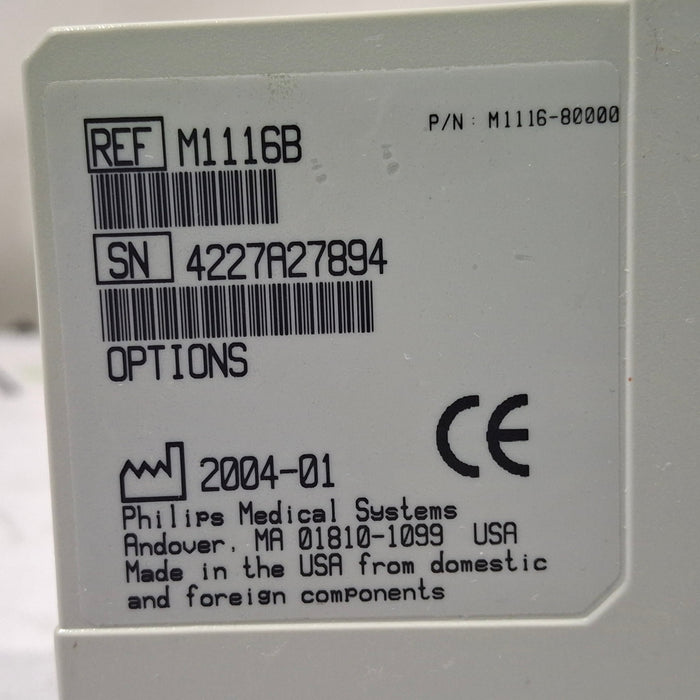 REF M1116B
P/N: M1116-80000
SN 4227A27894
OPTIONS
CE
2004-01
Philips Medical Systems
Andover, MA 01810-1099 USA
Made in the USA from domestic
and foreign components